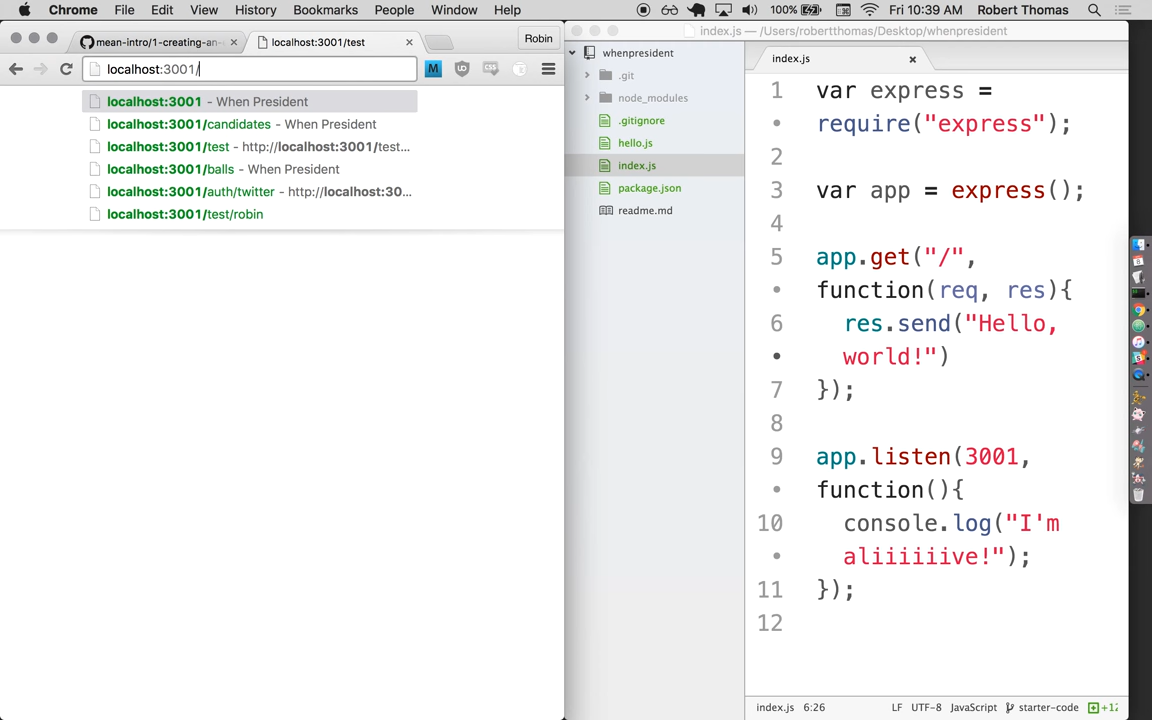 Chrome File Edit View History Bookmarks People Window Help 100% Fri 10:39 AM Robert Thomas
mean-intro/1-creating-an- localhost:3001/test Robin
localhost:3001/
localhost:3001 - When President
localhost:3001/candidates - When President
localhost:3001/test - http://localhost:3001/test...
localhost:3001/balls - When President
localhost:3001/auth/twitter - http://localhost:30...
localhost:3001/test/robin
index.js — /Users/robertthomas/Desktop/whenpresident
whenpresident
.git
node_modules
.gitignore
hello.js
index.js
package.json
readme.md
index.js
1 var express =
require("express");
2
3 var app = express();
4
5 app.get("/",
function(req, res){
6 res.send("Hello,
world!")
7 });
8
9 app.listen(3001,
function(){
10 console.log("I'm
aliiiiiive!");
11 });
12
index.js 6:26 LF UTF-8 JavaScript starter-code +12